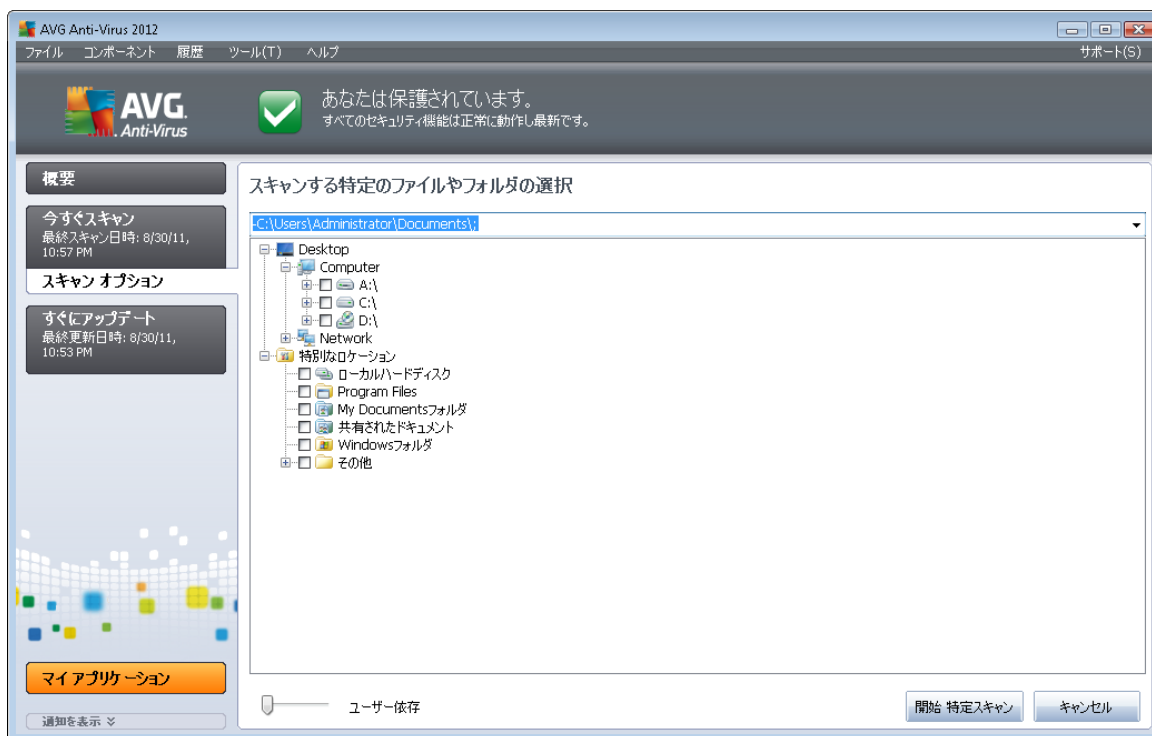 AVG Anti-Virus 2012
ファイル コンポーネント 履歴 ツール(T) ヘルプ サポート(S)
AVG.
Anti-Virus
あなたは保護されています。
すべてのセキュリティ機能は正常に動作し最新です。
概要
今すぐスキャン
最終スキャン日時: 8/30/11,
10:57 PM
スキャン オプション
すぐにアップデート
最終更新日時: 8/30/11,
10:53 PM
マイ アプリケーション
通知を表示
スキャンする特定のファイルやフォルダの選択
-C:\Users\Administrator\Documents\;
Desktop
Computer
A:\
C:\
D:\
Network
特別なロケーション
ローカルハードディスク
Program Files
My Documentsフォルダ
共有されたドキュメント
Windowsフォルダ
その他
ユーザー依存
開始 特定スキャン
キャンセル